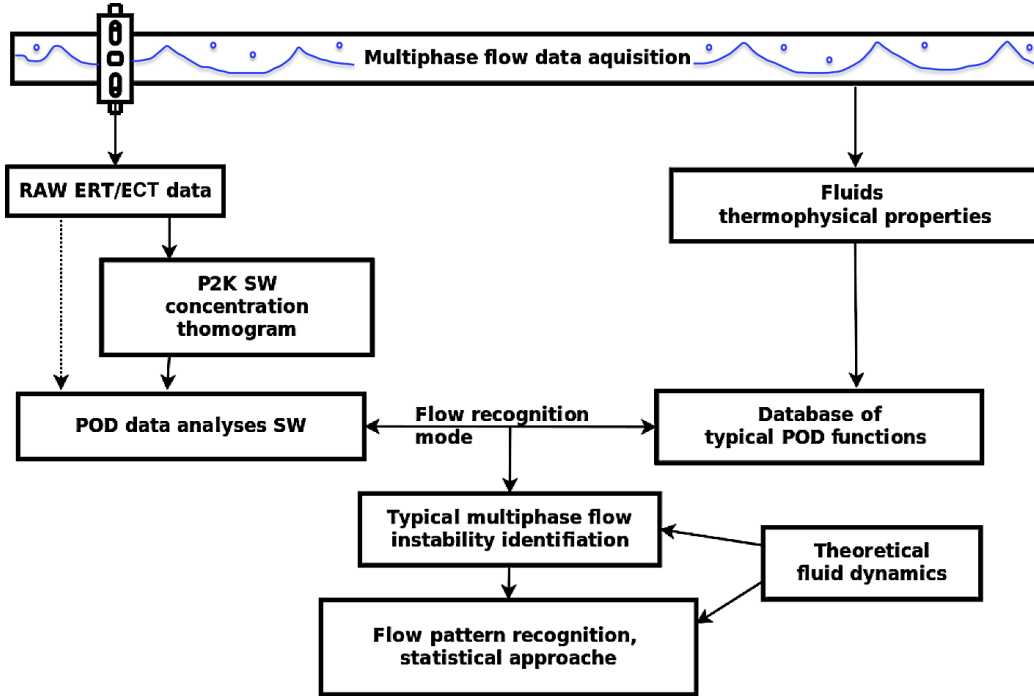 Multiphase flow data aquisition
RAW ERT/ECT data
Fluids
thermophysical properties
P2K SW
concentration
thomogram
POD data analyses SW
Flow recognition
mode
Database of
typical POD functions
Typical multiphase flow
instability identifiation
Theoretical
fluid dynamics
Flow pattern recognition,
statistical approache